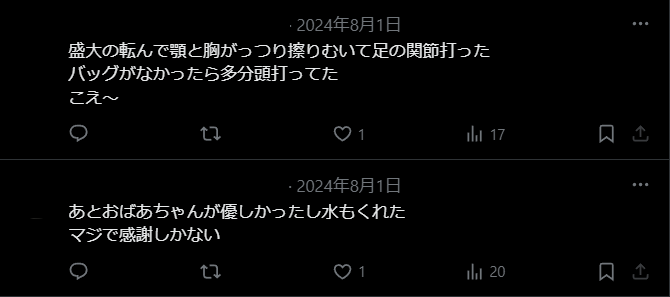 · 2024年8月1日
盛大の転んで顎と胸がっつり擦りむいて足の関節打った
バッグがなかったら多分頭打ってた
こえ〜
1 17
· 2024年8月1日
あとおばあちゃんが優しかったし水もくれた
マジで感謝しかない
1 20